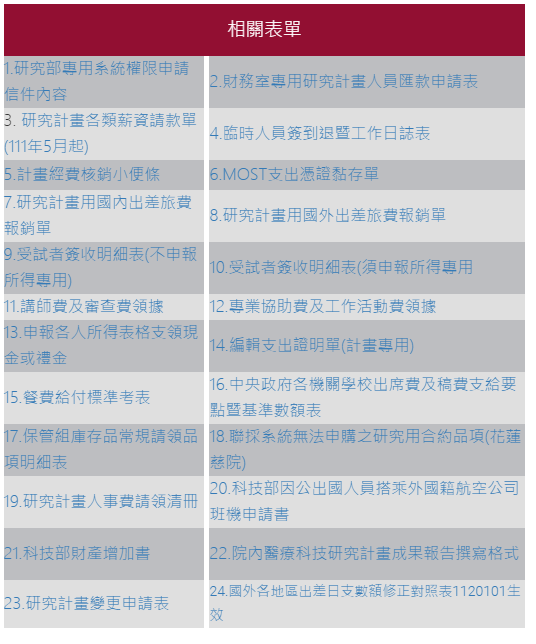 相關表單
1.研究部專用系統權限申請
信件內容
2.財務室專用研究計畫人員匯款申請表
3. 研究計畫各類薪資請款單
(111年5月起)
4.臨時人員簽到退暨工作日誌表
5.計畫經費核銷小便條
6.MOST支出憑證黏存單
7.研究計畫用國內出差旅費
報銷單
8.研究計畫用國外出差旅費報銷單
9.受試者簽收明細表(不申報
所得專用)
10.受試者簽收明細表(須申報所得專用
11.講師費及審查費領據
12.專業協助費及工作活動費領據
13.申報各人所得表格支領現
金或禮金
14.編輯支出證明單(計畫專用)
15.餐費給付標準考表
16.中央政府各機關學校出席費及稿費支給要
點暨基準數額表
17.保管組庫存品常規請領品
項明細表
18.聯採系統無法申購之研究用合約品項(花蓮
慈院)
19.研究計畫人事費請領清冊
20.科技部因公出國人員搭乘外國籍航空公司
班機申請書
21.科技部財產增加書
22.院內醫療科技研究計畫成果報告撰寫格式
23.研究計畫變更申請表
24.國外各地區出差日支數額修正對照表1120101生
效